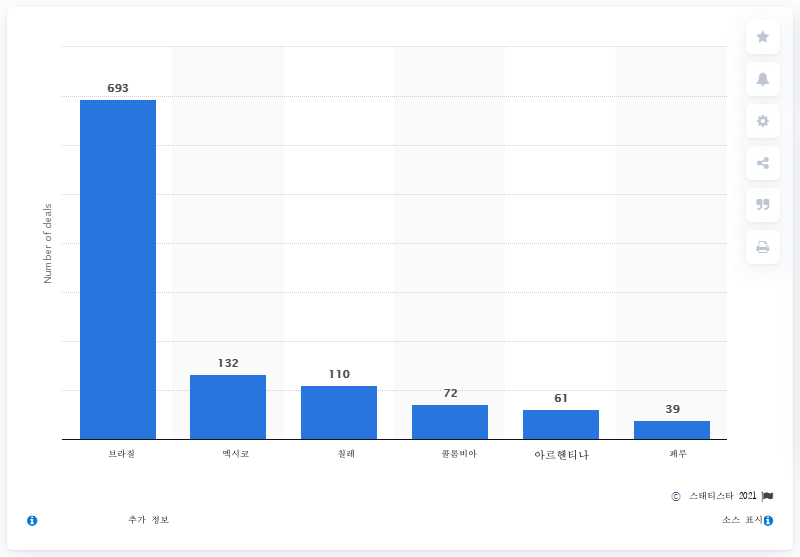 693
132
110
72
61
39
Number of deals
브라질
멕시코
칠레
콜롬비아
아르헨티나
페루
© 스태티스타 2021
추가 정보
소스 표시